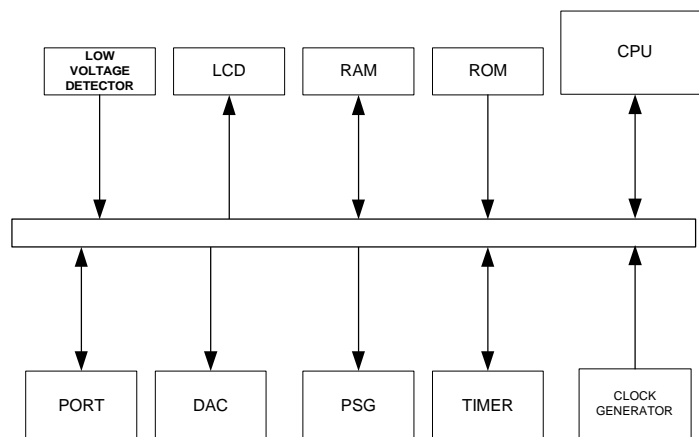 LOW
VOLTAGE
DETECTOR
LCD
RAM
ROM
CPU
PORT
DAC
PSG
TIMER
CLOCK
GENERATOR